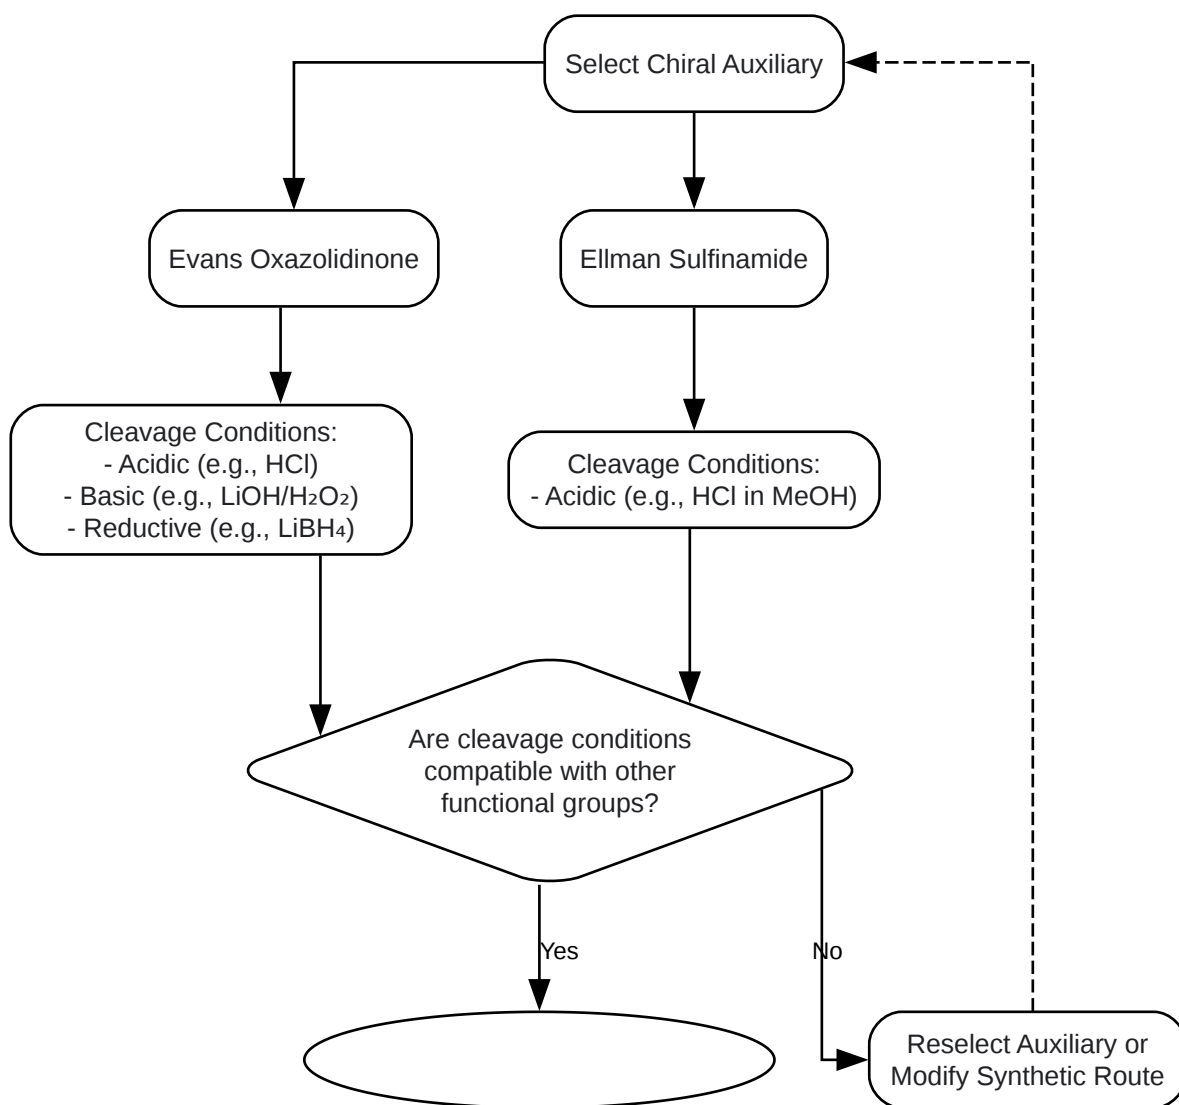 Select Chiral Auxiliary
Evans Oxazolidinone
Ellman Sulfinamide
Cleavage Conditions:
- Acidic (e.g., HCl)
- Basic (e.g., LiOH/H₂O₂)
- Reductive (e.g., LiBH₄)
Cleavage Conditions:
- Acidic (e.g., HCl in MeOH)
Are cleavage conditions
compatible with other
functional groups?
Yes
No
Reselect Auxiliary or
Modify Synthetic Route